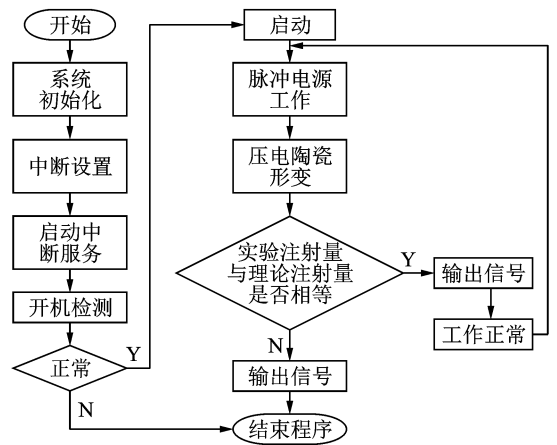 开始
系统
初始化
中断设置
启动中
断服务
开机检测
正常
Y
N
启动
脉冲电源
工作
压电陶瓷
形变
实验注射量
与理论注射量
是否相等
Y
N
输出信号
工作正常
输出信号
结束程序